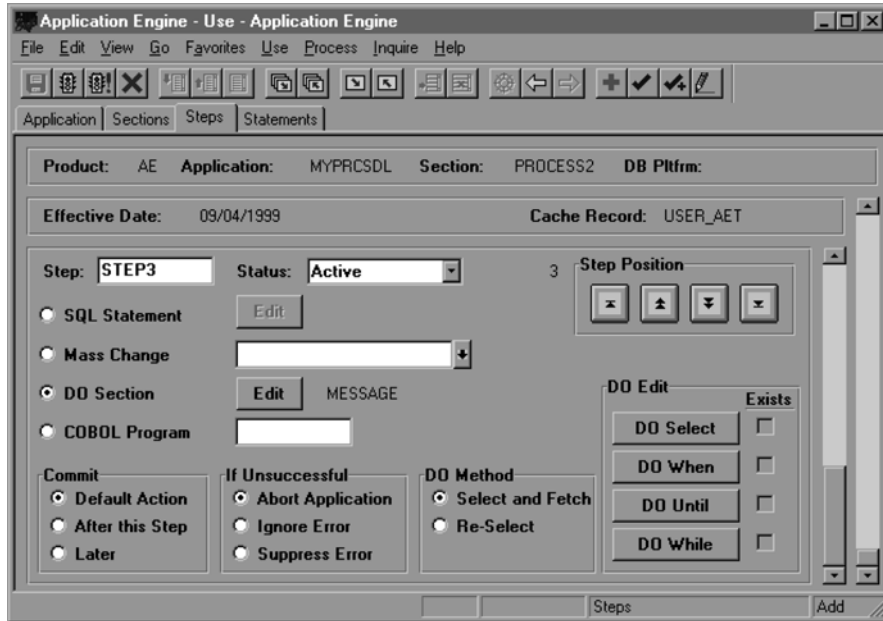 Application Engine - Use - Application Engine
File Edit View Go Favorites Use Process Inquire Help
Application Sections Steps Statements
Product: AE Application: MYPRCSDL Section: PROCESS2 DB Pltfrm:
Effective Date: 09/04/1999 Cache Record: USER_AET
Step: STEP3 Status: Active 3 Step Position
SQL Statement Edit
Mass Change
DO Section Edit MESSAGE
COBOL Program
DO Edit Exists
DO Select
DO When
DO Until
DO While
Commit
Default Action
After this Step
Later
If Unsuccessful
Abort Application
Ignore Error
Suppress Error
DO Method
Select and Fetch
Re-Select
Steps Add